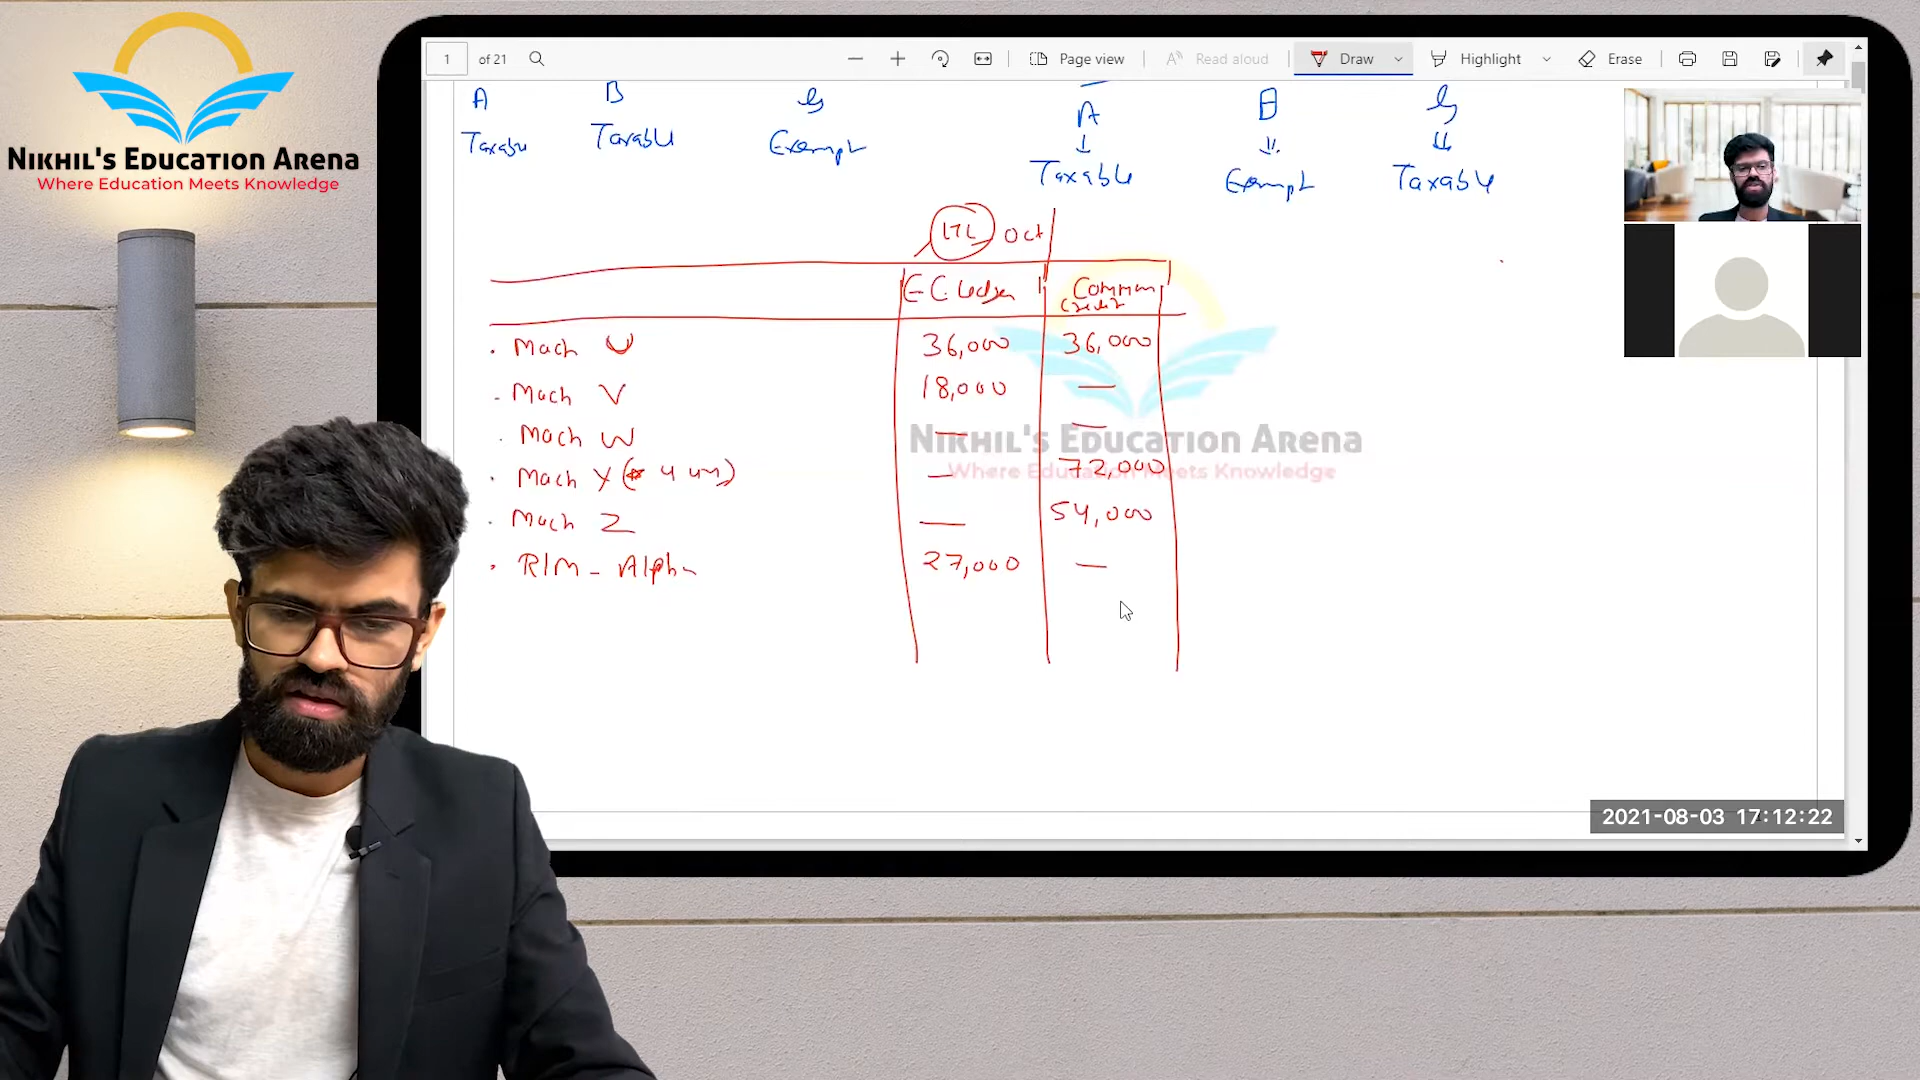 NIKHIL'S EDUCATION ARENA
Where Education Meets Knowledge
1 of 21
Page view
Read aloud
Draw
Highlight
Erase
A B G
Taxable Taxable Exempt
A B G
Taxable Exempt Taxable
ITC Oct
E C. Ledger Common Credit
Mach U 36,000 36,000
Mach V 18,000 —
Mach W — —
Mach Y — 72,000
Mach Z — 54,000
R/M - Alpha 27,000 —
NIKHIL'S EDUCATION ARENA
Where Education Meets Knowledge
2021-08-03 17:12:22